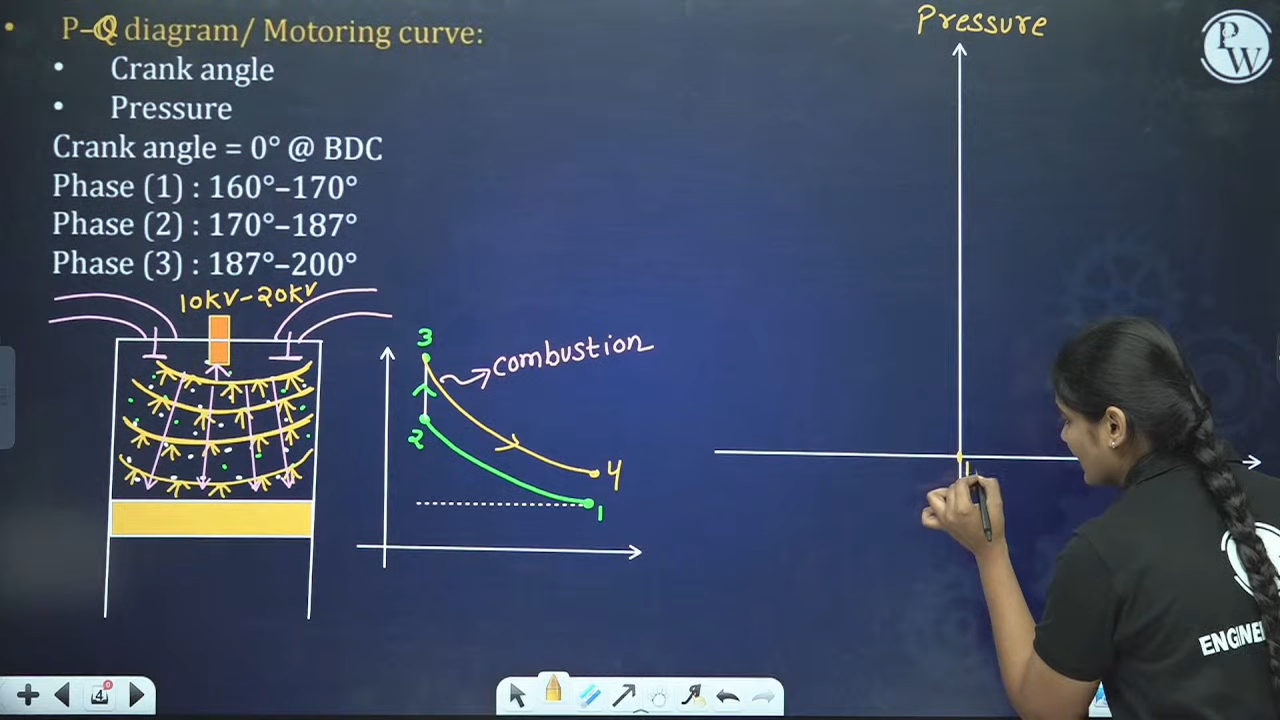 • P–Q diagram/ Motoring curve:
• Crank angle
• Pressure
Crank angle = 0° @ BDC
Phase (1) : 160°–170°
Phase (2) : 170°–187°
Phase (3) : 187°–200°
10KV-20KV
3
combustion
2
4
1
Pressure
PW
ENGINE